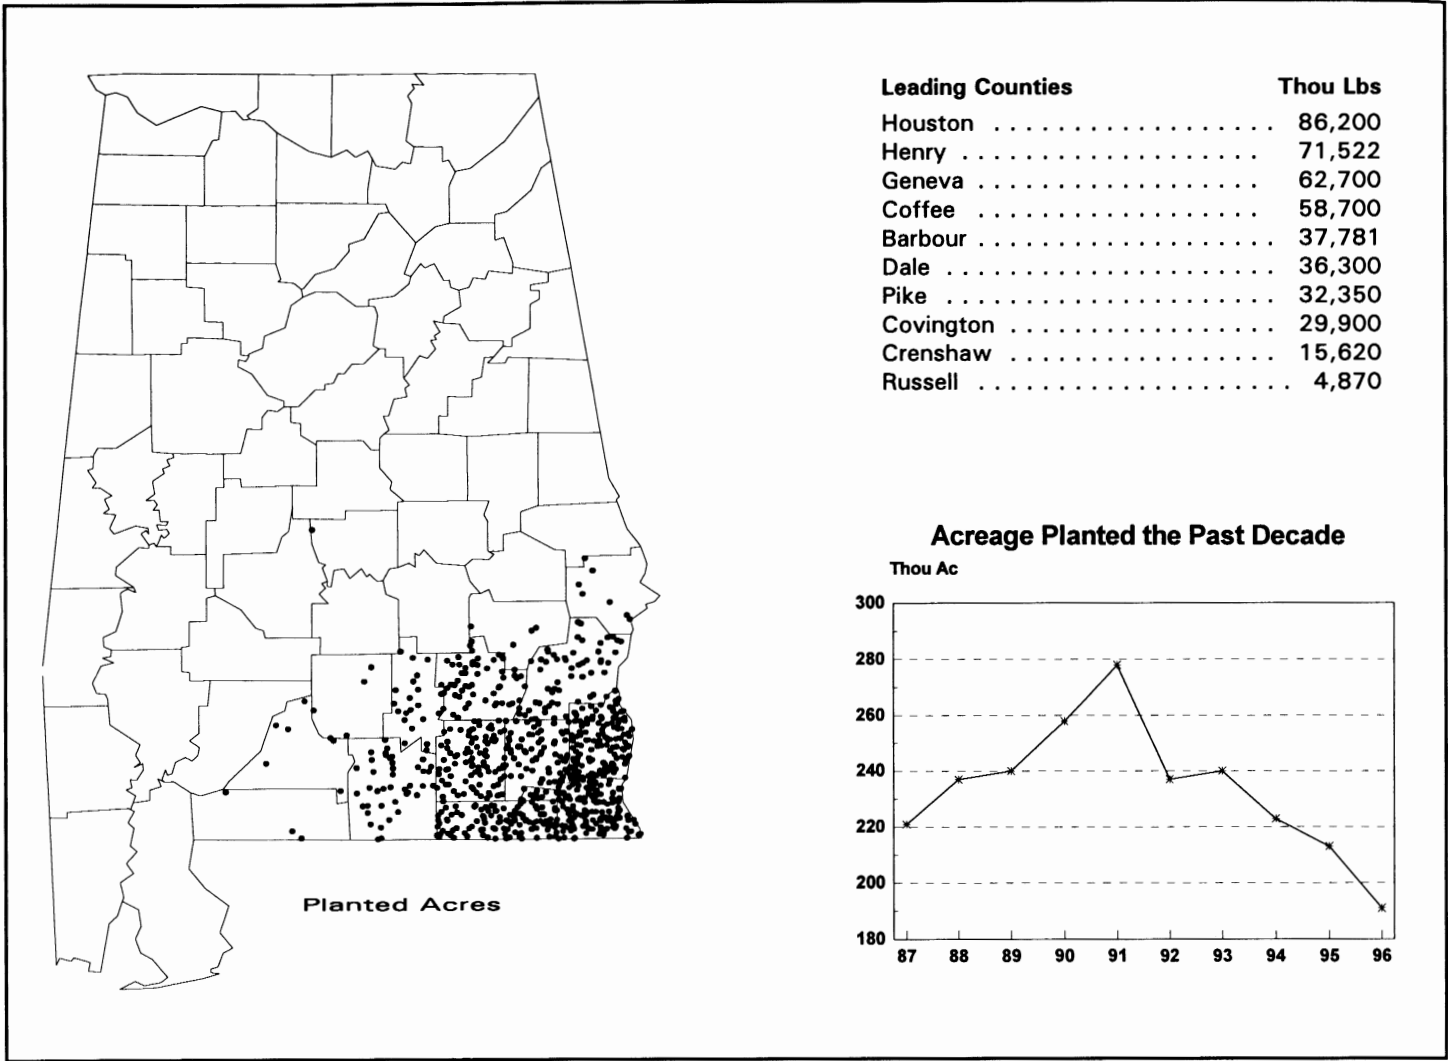 Leading Counties Thou Lbs
Houston . . . . . . . . . . . . . . . . . . 86,200
Henry . . . . . . . . . . . . . . . . . . . 71,522
Geneva . . . . . . . . . . . . . . . . . . 62,700
Coffee . . . . . . . . . . . . . . . . . . 58,700
Barbour . . . . . . . . . . . . . . . . . . . 37,781
Dale . . . . . . . . . . . . . . . . . . . . . 36,300
Pike . . . . . . . . . . . . . . . . . . . . . 32,350
Covington . . . . . . . . . . . . . . . . . 29,900
Crenshaw . . . . . . . . . . . . . . . . . 15,620
Russell . . . . . . . . . . . . . . . . . . . . 4,870
Acreage Planted the Past Decade
Thou Ac
300
280
260
240
220
200
180
87 88 89 90 91 92 93 94 95 96
Planted Acres